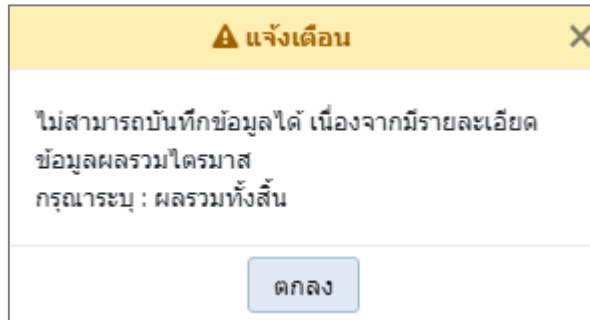 แจ้งเตือน
ไม่สามารถบันทึกข้อมูลได้ เนื่องจากมีรายละเอียด
ข้อมูลผลรวมไตรมาส
กรุณาระบุ : ผลรวมทั้งสิ้น
ตกลง